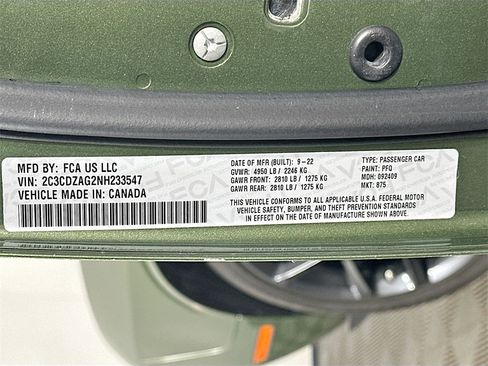 MFD BY: FCA US LLC
VIN: 2C3CDZAG2NH233547
VEHICLE MADE IN: CANADA
DATE OF MFR (BUILT): 9-22
GVWR: 4950 LB / 2246 KG
GAWR FRONT: 2810 LB / 1275 KG
GAWR REAR: 2810 LB / 1275 KG
TYPE: PASSENGER CAR
PAINT: PFQ
MDH: 092409
MKT: 875
THIS VEHICLE CONFORMS TO ALL APPLICABLE U.S.A. FEDERAL MOTOR
VEHICLE SAFETY, BUMPER, AND THEFT PREVENTION STANDARDS
IN EFFECT ON THE DATE OF MANUFACTURE SHOWN ABOVE.